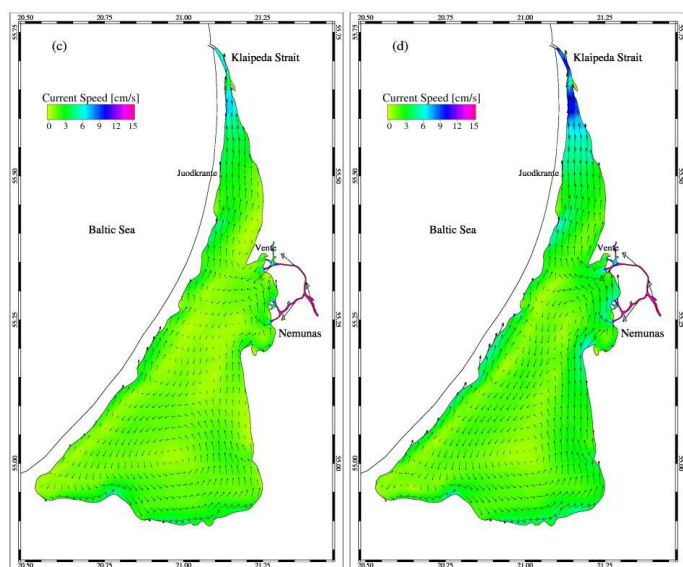 20.50 20.75 21.00 21.25
(c)
Klaipeda Strait
Current Speed [cm/s]
0 3 6 9 12 15
Juodkrante
Baltic Sea
Vente
Nemunas
55.75
55.50
55.25
55.00
20.50 20.75 21.00 21.25
20.50 20.75 21.00 21.25
(d)
Klaipeda Strait
Current Speed [cm/s]
0 3 6 9 12 15
Juodkrante
Baltic Sea
Vente
Nemunas
55.75
55.50
55.25
55.00
20.50 20.75 21.00 21.25